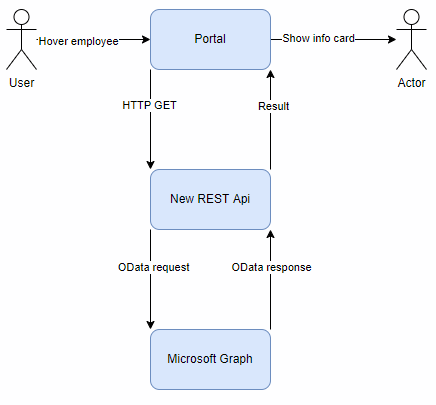 Hover employee
Portal
Show info card
User
Actor
HTTP GET
Result
New REST Api
OData request
OData response
Microsoft Graph